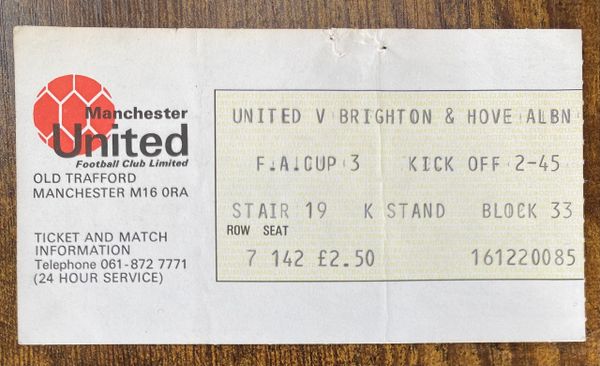 Manchester
United
Football Club Limited
OLD TRAFFORD
MANCHESTER M16 0RA
TICKET AND MATCH
INFORMATION
Telephone 061-872 7771
(24 HOUR SERVICE)
UNITED V BRIGHTON & HOVE ALBN
F.A.CUP 3 KICK OFF 2-45
STAIR 19 K STAND BLOCK 33
ROW SEAT
7 142 £2.50 161220085